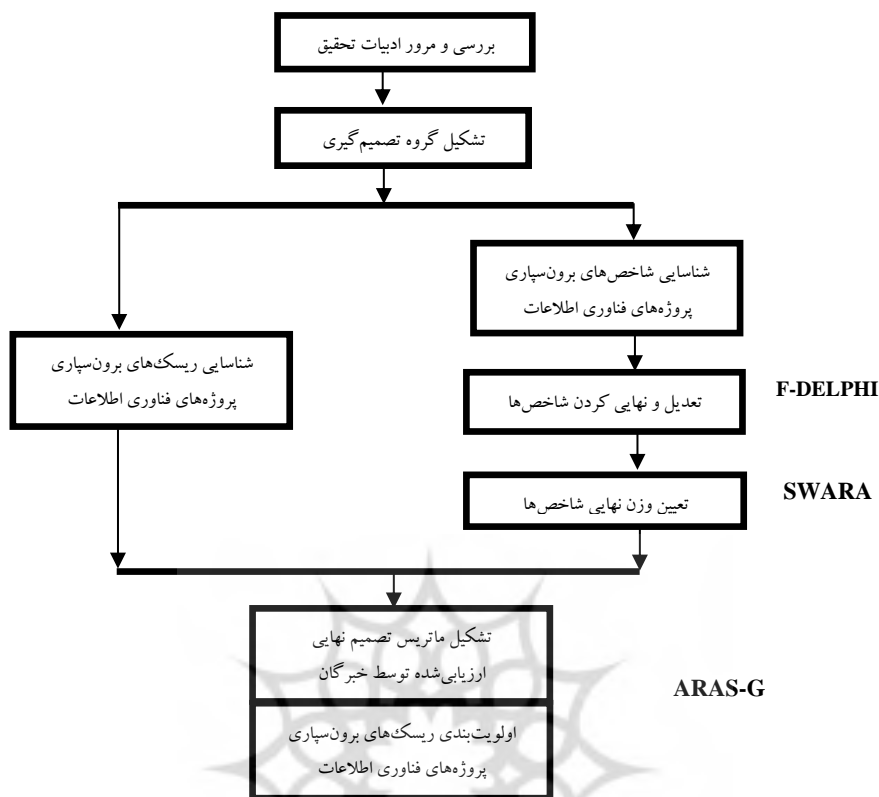 بررسی و مرور ادبیات تحقیق
تشکیل گروه تصمیم‌گیری
شناسایی شاخص‌های برون‌سپاری
پروژه‌های فناوری اطلاعات
شناسایی ریسک‌های برون‌سپاری
پروژه‌های فناوری اطلاعات
تعدیل و نهایی کردن شاخص‌ها
F-DELPHI
تعیین وزن نهایی شاخص‌ها
SWARA
تشکیل ماتریس تصمیم نهایی
ارزیابی‌شده توسط خبرگان
ARAS-G
اولویت‌بندی ریسک‌های برون‌سپاری
پروژه‌های فناوری اطلاعات